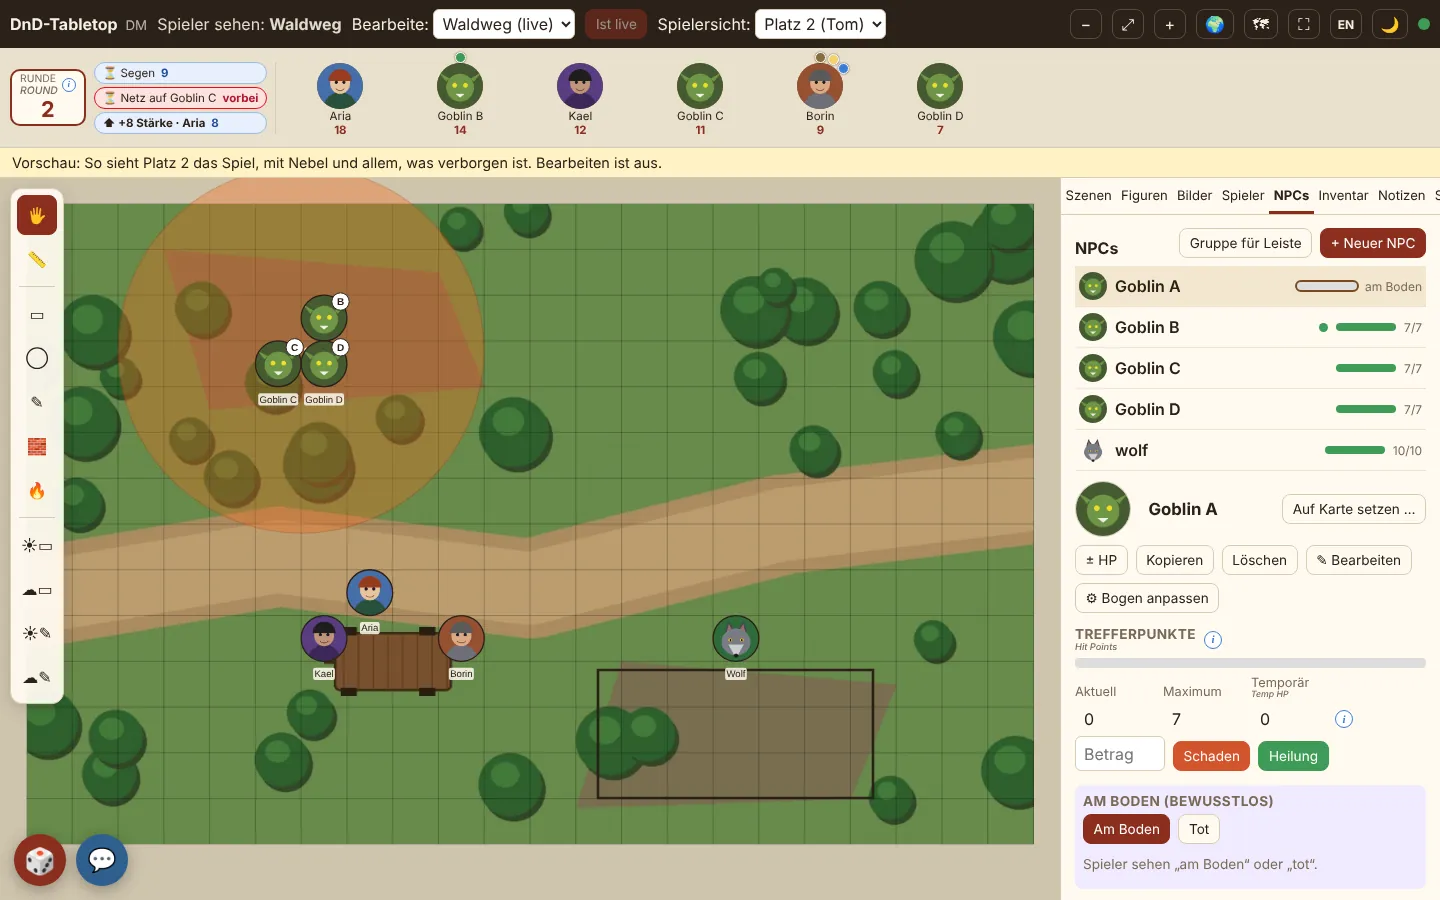 DnD-Tabletop DM Spieler sehen: Waldweg Bearbeite: Waldweg (live) Ist live Spielersicht: Platz 2 (Tom) − + EN
RUNDE
ROUND
2
Segen 9
Netz auf Goblin C vorbei
+8 Stärke · Aria 8
Aria
18
Goblin B
14
Kael
12
Goblin C
11
Borin
9
Goblin D
7
Vorschau: So sieht Platz 2 das Spiel, mit Nebel und allem, was verborgen ist. Bearbeiten ist aus.
B
C
D
Goblin C
Goblin D
Aria
Kael
Borin
Wolf
Szenen Figuren Bilder Spieler NPCs Inventar Notizen S
NPCs
Gruppe für Leiste
+ Neuer NPC
Goblin A am Boden
Goblin B 7/7
Goblin C 7/7
Goblin D 7/7
wolf 10/10
Goblin A
Auf Karte setzen ...
± HP
Kopieren
Löschen
✎ Bearbeiten
⚙ Bogen anpassen
TREFFERPUNKTE
Hit Points
Aktuell
Maximum
Temporär
Temp HP
0
7
0
Betrag
Schaden
Heilung
AM BODEN (BEWUSSTLOS)
Am Boden
Tot
Spieler sehen „am Boden“ oder „tot“.